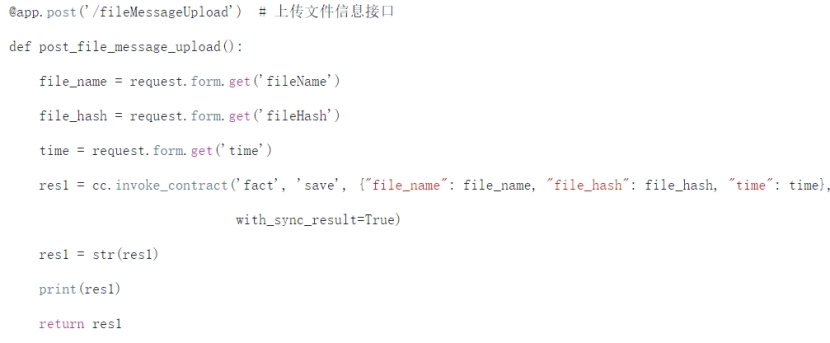 @app.post('/fileMessageUpload')  # 上传文件信息接口
def post_file_message_upload():
    file_name = request.form.get('fileName')
    file_hash = request.form.get('fileHash')
    time = request.form.get('time')
    res1 = cc.invoke_contract('fact', 'save', {"file_name": file_name, "file_hash": file_hash, "time": time},
                              with_sync_result=True)
    res1 = str(res1)
    print(res1)
    return res1